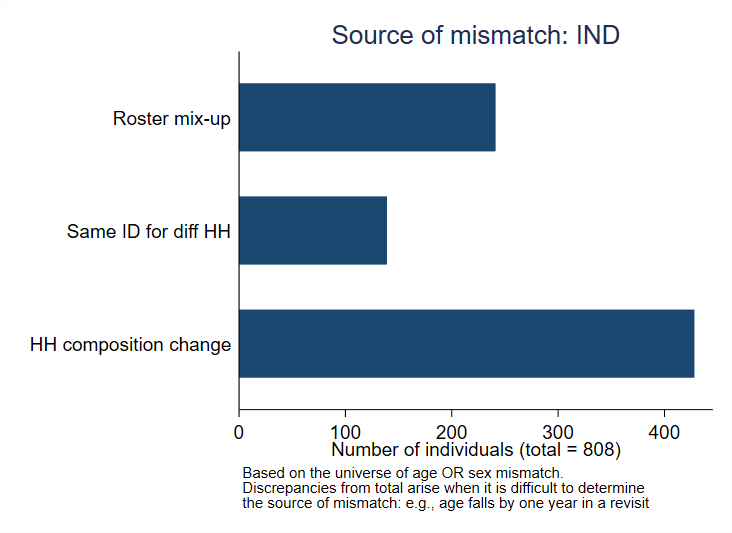 Source of mismatch: IND
Roster mix-up
Same ID for diff HH
HH composition change
0 100 200 300 400
Number of individuals (total = 808)
Based on the universe of age OR sex mismatch.
Discrepancies from total arise when it is difficult to determine
the source of mismatch: e.g., age falls by one year in a revisit